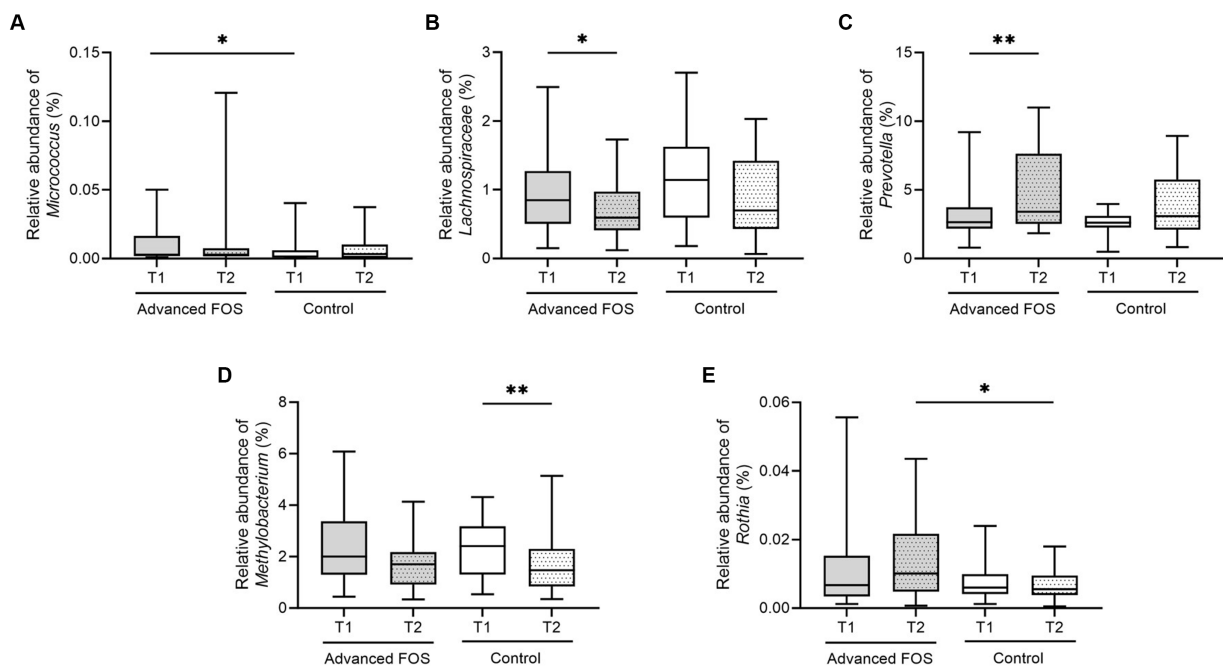 A
Relative abundance of
Micrococcus (%)
0.15
0.10
0.05
0.00
*
T1 T2 T1 T2
Advanced FOS Control
B
Relative abundance of
Lachnospiraceae (%)
3
2
1
0
*
T1 T2 T1 T2
Advanced FOS Control
C
Relative abundance of
Prevotella (%)
15
10
5
0
**
T1 T2 T1 T2
Advanced FOS Control
D
Relative abundance of
Methylobacterium (%)
8
6
4
2
0
**
T1 T2 T1 T2
Advanced FOS Control
E
Relative abundance of
Rothia (%)
0.06
0.04
0.02
0.00
*
T1 T2 T1 T2
Advanced FOS Control